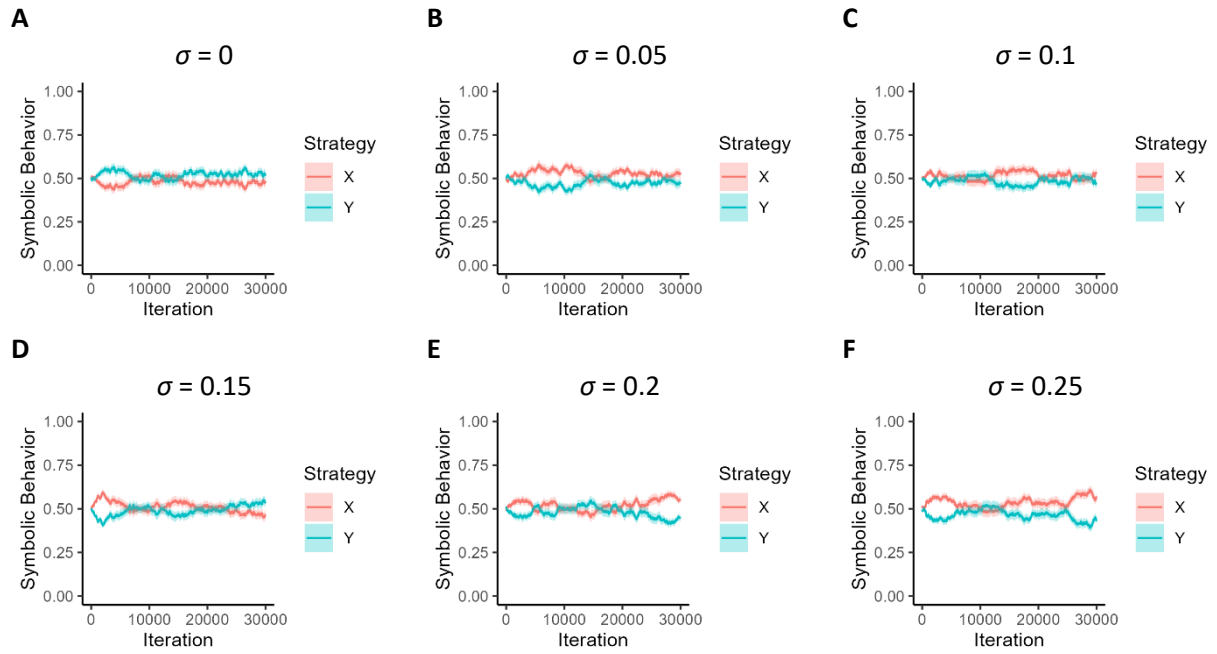 A
σ = 0
Symbolic Behavior
1.00
0.75
0.50
0.25
0.00
0 10000 20000 30000
Iteration
Strategy
X
Y
B
σ = 0.05
Symbolic Behavior
1.00
0.75
0.50
0.25
0.00
0 10000 20000 30000
Iteration
Strategy
X
Y
C
σ = 0.1
Symbolic Behavior
1.00
0.75
0.50
0.25
0.00
0 10000 20000 30000
Iteration
Strategy
X
Y
D
σ = 0.15
Symbolic Behavior
1.00
0.75
0.50
0.25
0.00
0 10000 20000 30000
Iteration
Strategy
X
Y
E
σ = 0.2
Symbolic Behavior
1.00
0.75
0.50
0.25
0.00
0 10000 20000 30000
Iteration
Strategy
X
Y
F
σ = 0.25
Symbolic Behavior
1.00
0.75
0.50
0.25
0.00
0 10000 20000 30000
Iteration
Strategy
X
Y